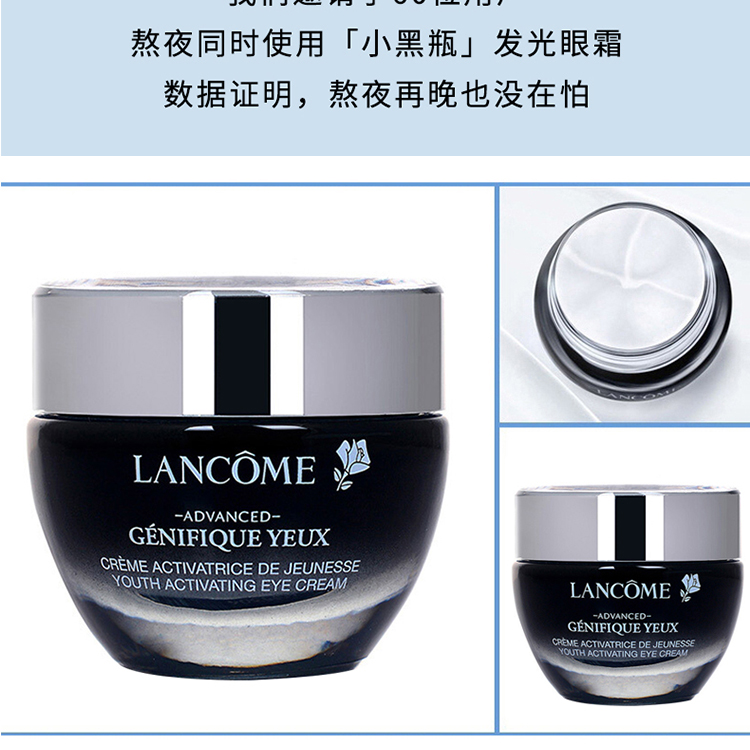 熬夜同时使用「小黑瓶」发光眼霜
数据证明，熬夜再晚也没在怕
LANCÔME
LANCÔME
-ADVANCED-
GÉNIFIQUE YEUX
CRÈME ACTIVATRICE DE JEUNESSE
YOUTH ACTIVATING EYE CREAM
LANCÔME
-ADVANCED-
GÉNIFIQUE YEUX
CRÈME ACTIVATRICE DE JEUNESSE
YOUTH ACTIVATING EYE CREAM